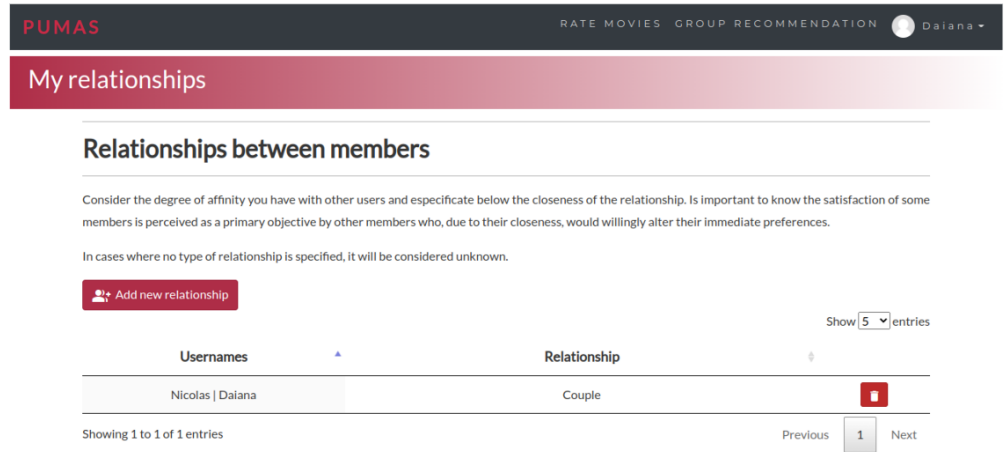 PUMAS RATE MOVIES GROUP RECOMMENDATION Daiana
My relationships
Relationships between members
Consider the degree of affinity you have with other users and especificate below the closeness of the relationship. Is important to know the satisfaction of some
members is perceived as a primary objective by other members who, due to their closeness, would willingly alter their immediate preferences.
In cases where no type of relationship is specified, it will be considered unknown.
Add new relationship
Show 5 entries
Usernames Relationship
Nicolas | Daiana Couple
Showing 1 to 1 of 1 entries Previous 1 Next